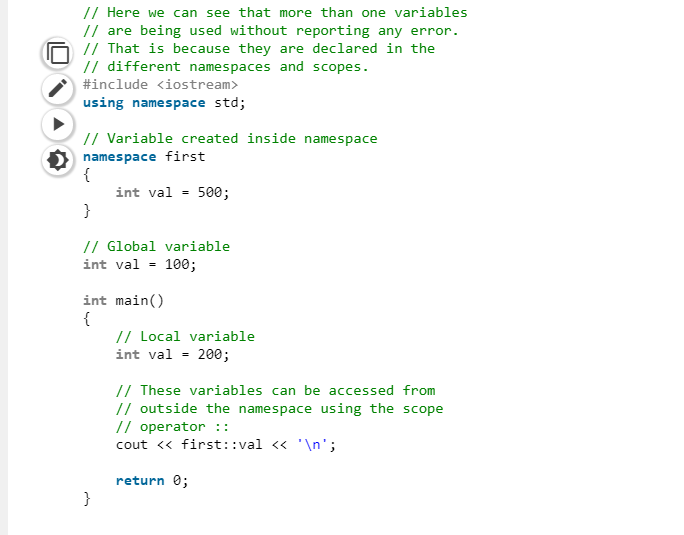 // Here we can see that more than one variables
// are being used without reporting any error.
// That is because they are declared in the
// different namespaces and scopes.
#include <iostream>
using namespace std;

// Variable created inside namespace
namespace first
{
    int val = 500;
}

// Global variable
int val = 100;

int main()
{
    // Local variable
    int val = 200;

    // These variables can be accessed from
    // outside the namespace using the scope
    // operator ::
    cout << first::val << '\n';

    return 0;
}